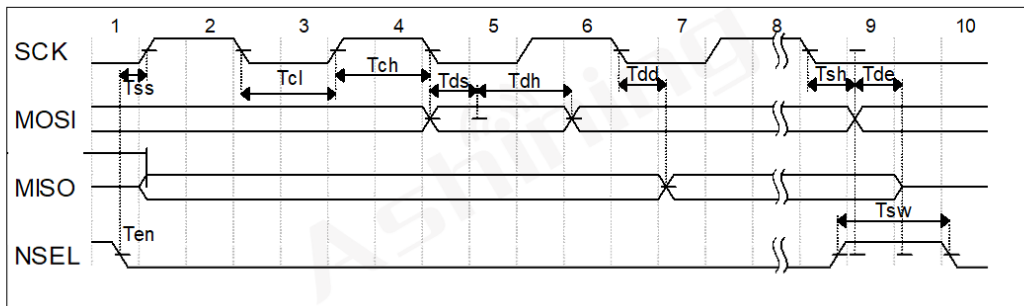 1 2 3 4 5 6 7 8 9 10
SCK
Tss Tcl Tch Tds Tdh Tdd Tsh Tde
MOSI
MISO
Tsw
Ten
NSEL
Ashining